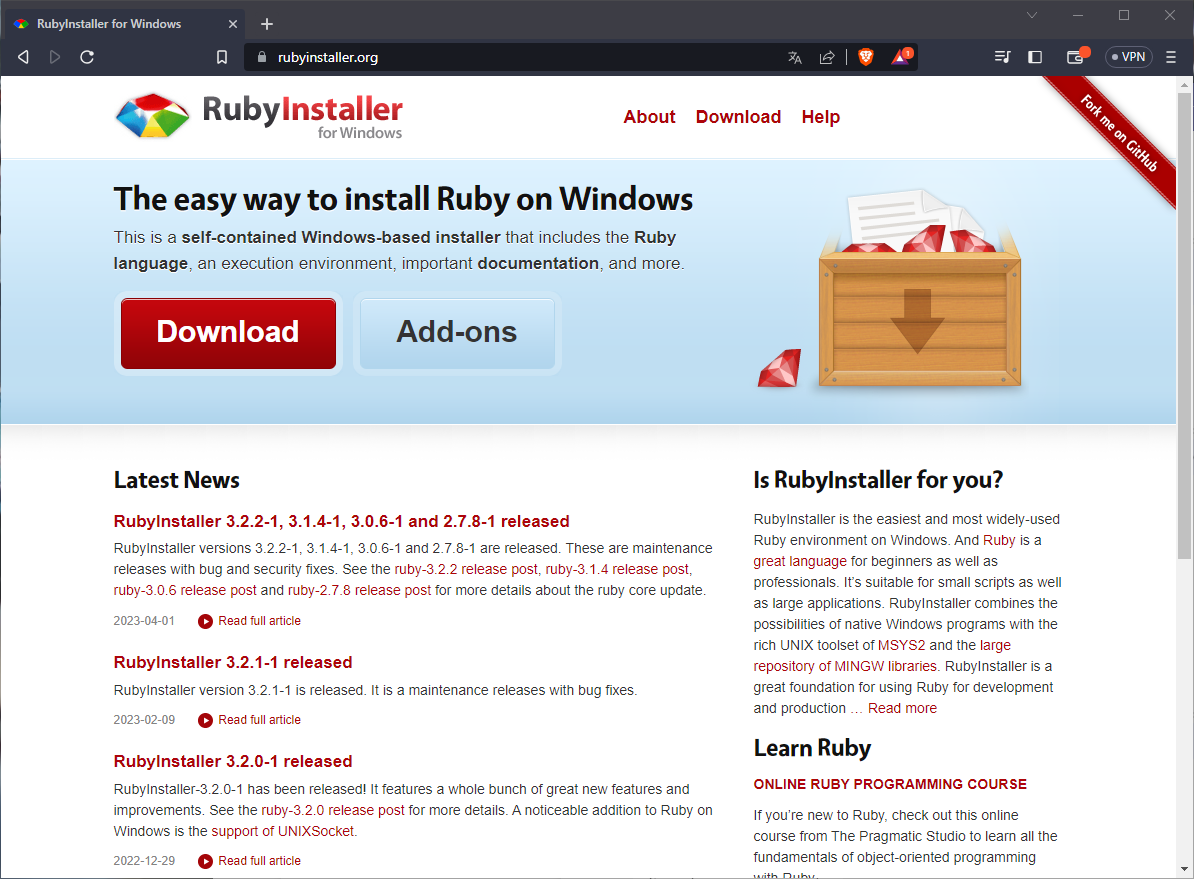 RubyInstaller for Windows
rubyinstaller.org
1
VPN
RubyInstaller
for Windows
About
Download
Help
Fork me on GitHub
The easy way to install Ruby on Windows
This is a self-contained Windows-based installer that includes the Ruby
language, an execution environment, important documentation, and more.
Download
Add-ons
Latest News
RubyInstaller 3.2.2-1, 3.1.4-1, 3.0.6-1 and 2.7.8-1 released
RubyInstaller versions 3.2.2-1, 3.1.4-1, 3.0.6-1 and 2.7.8-1 are released. These are maintenance
releases with bug and security fixes. See the ruby-3.2.2 release post, ruby-3.1.4 release post,
ruby-3.0.6 release post and ruby-2.7.8 release post for more details about the ruby core update.
2023-04-01
Read full article
RubyInstaller 3.2.1-1 released
RubyInstaller version 3.2.1-1 is released. It is a maintenance releases with bug fixes.
2023-02-09
Read full article
RubyInstaller 3.2.0-1 released
RubyInstaller-3.2.0-1 has been released! It features a whole bunch of great new features and
improvements. See the ruby-3.2.0 release post for more details. A noticeable addition to Ruby on
Windows is the support of UNIXSocket.
2022-12-29
Read full article
Is RubyInstaller for you?
RubyInstaller is the easiest and most widely-used
Ruby environment on Windows. And Ruby is a
great language for beginners as well as
professionals. It’s suitable for small scripts as well
as large applications. RubyInstaller combines the
possibilities of native Windows programs with the
rich UNIX toolset of MSYS2 and the large
repository of MINGW libraries. RubyInstaller is a
great foundation for using Ruby for development
and production … Read more
Learn Ruby
ONLINE RUBY PROGRAMMING COURSE
If you’re new to Ruby, check out this online
course from The Pragmatic Studio to learn all the
fundamentals of object-oriented programming
with Ruby.